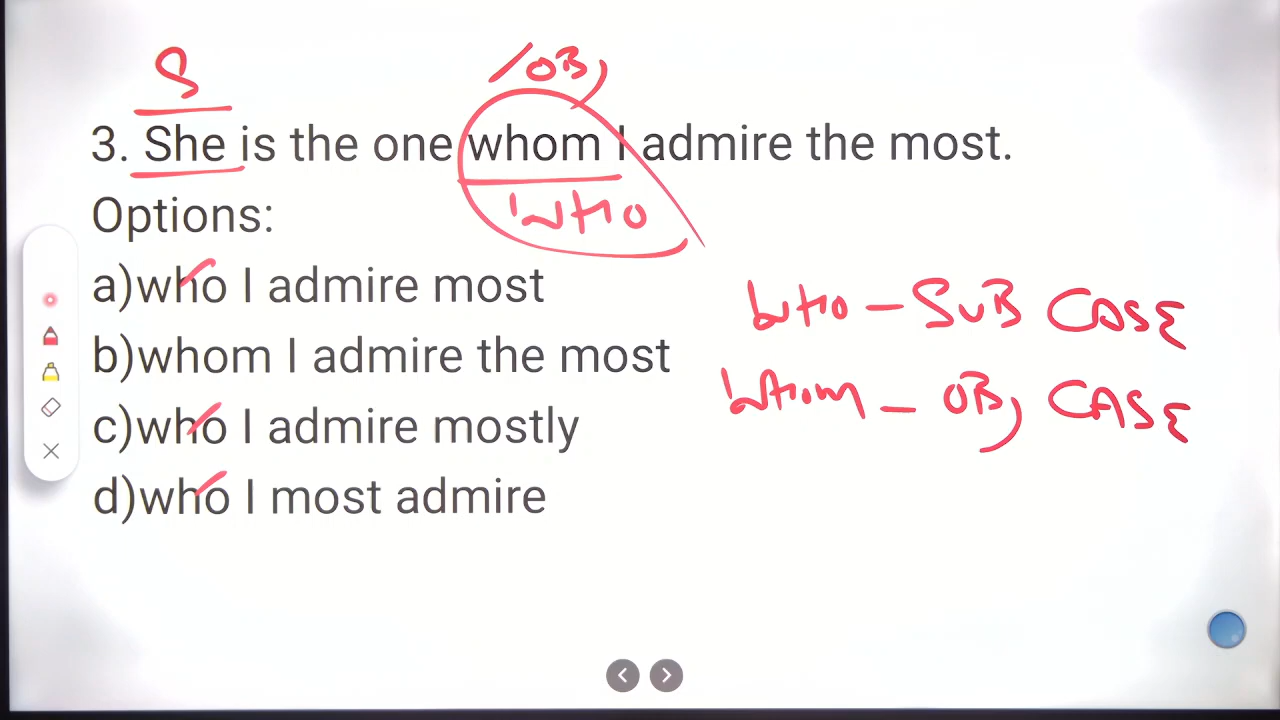 S /OBJ
3. She is the one whom I admire the most.
WHO
Options:
a)who I admire most
WHO – SUB CASE
b)whom I admire the most
WHOM – OBJ CASE
c)who I admire mostly
d)who I most admire